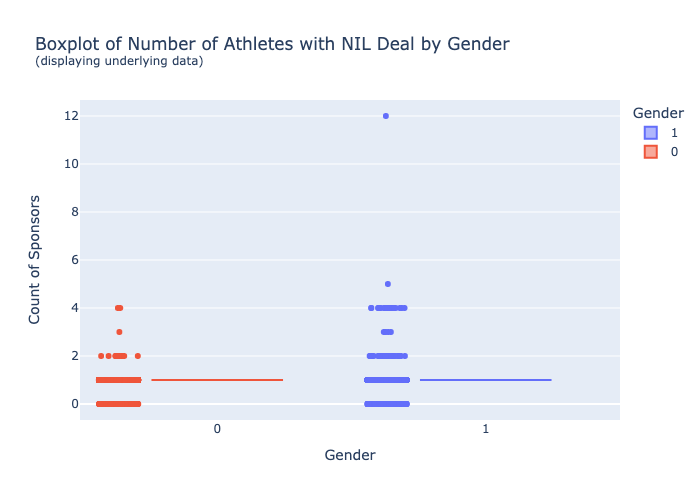 Boxplot of Number of Athletes with NIL Deal by Gender
(displaying underlying data)
Gender
1
0
Count of Sponsors
12
10
8
6
4
2
0
0
1
Gender